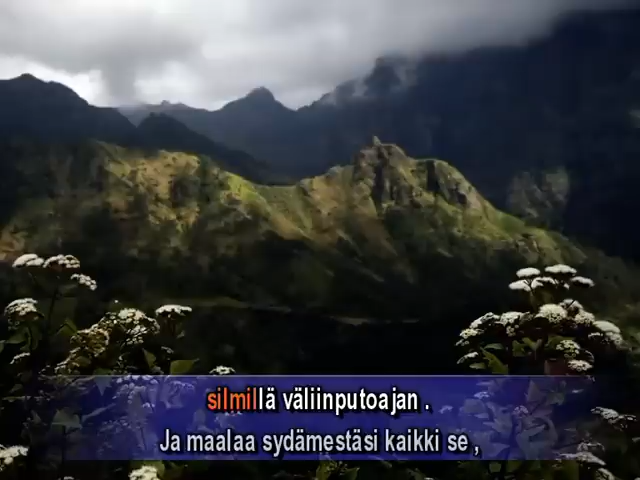 silmillä väliinputoajan .
Ja maalaa sydämestäsi kaikki se ,